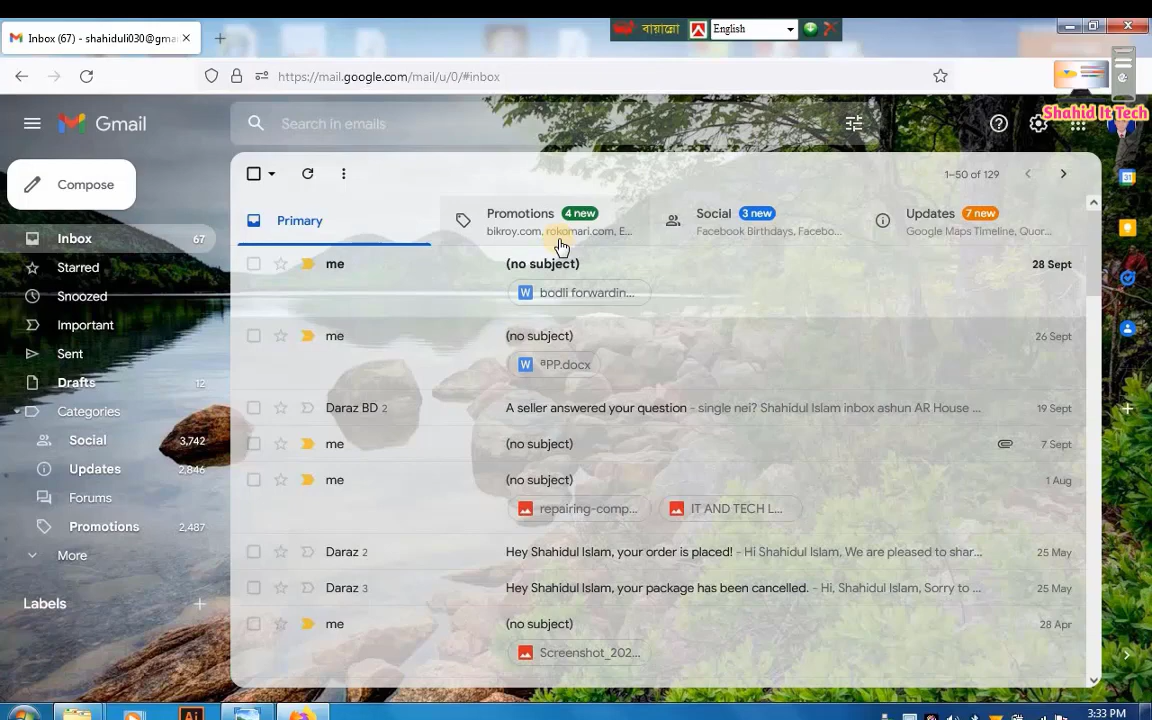 Inbox (67) - shahiduli030@gma
বায়ান্নো
English
https://mail.google.com/mail/u/0/#inbox
Shahid It Tech
Gmail
Search in emails
Compose
1–50 of 129
Primary
Promotions 4 new
bikroy.com, rokomari.com, E...
Social 3 new
Facebook Birthdays, Facebo...
Updates 7 new
Google Maps Timeline, Quor...
Inbox 67
Starred
Snoozed
Important
Sent
Drafts 12
Categories
Social 3,742
Updates 2,846
Forums
Promotions 2,487
More
Labels
me (no subject) 28 Sept
W bodli forwardin...
me (no subject) 26 Sept
W ªPP.docx
Daraz BD 2 A seller answered your question - single nei? Shahidul Islam inbox ashun AR House ... 19 Sept
me (no subject) 7 Sept
me (no subject) 1 Aug
repairing-comp... IT AND TECH L...
Daraz 2 Hey Shahidul Islam, your order is placed! - Hi Shahidul Islam, We are pleased to shar... 25 May
Daraz 3 Hey Shahidul Islam, your package has been cancelled. - Hi, Shahidul Islam, Sorry to ... 25 May
me (no subject) 28 Apr
Screenshot_202...
Ai
3:33 PM